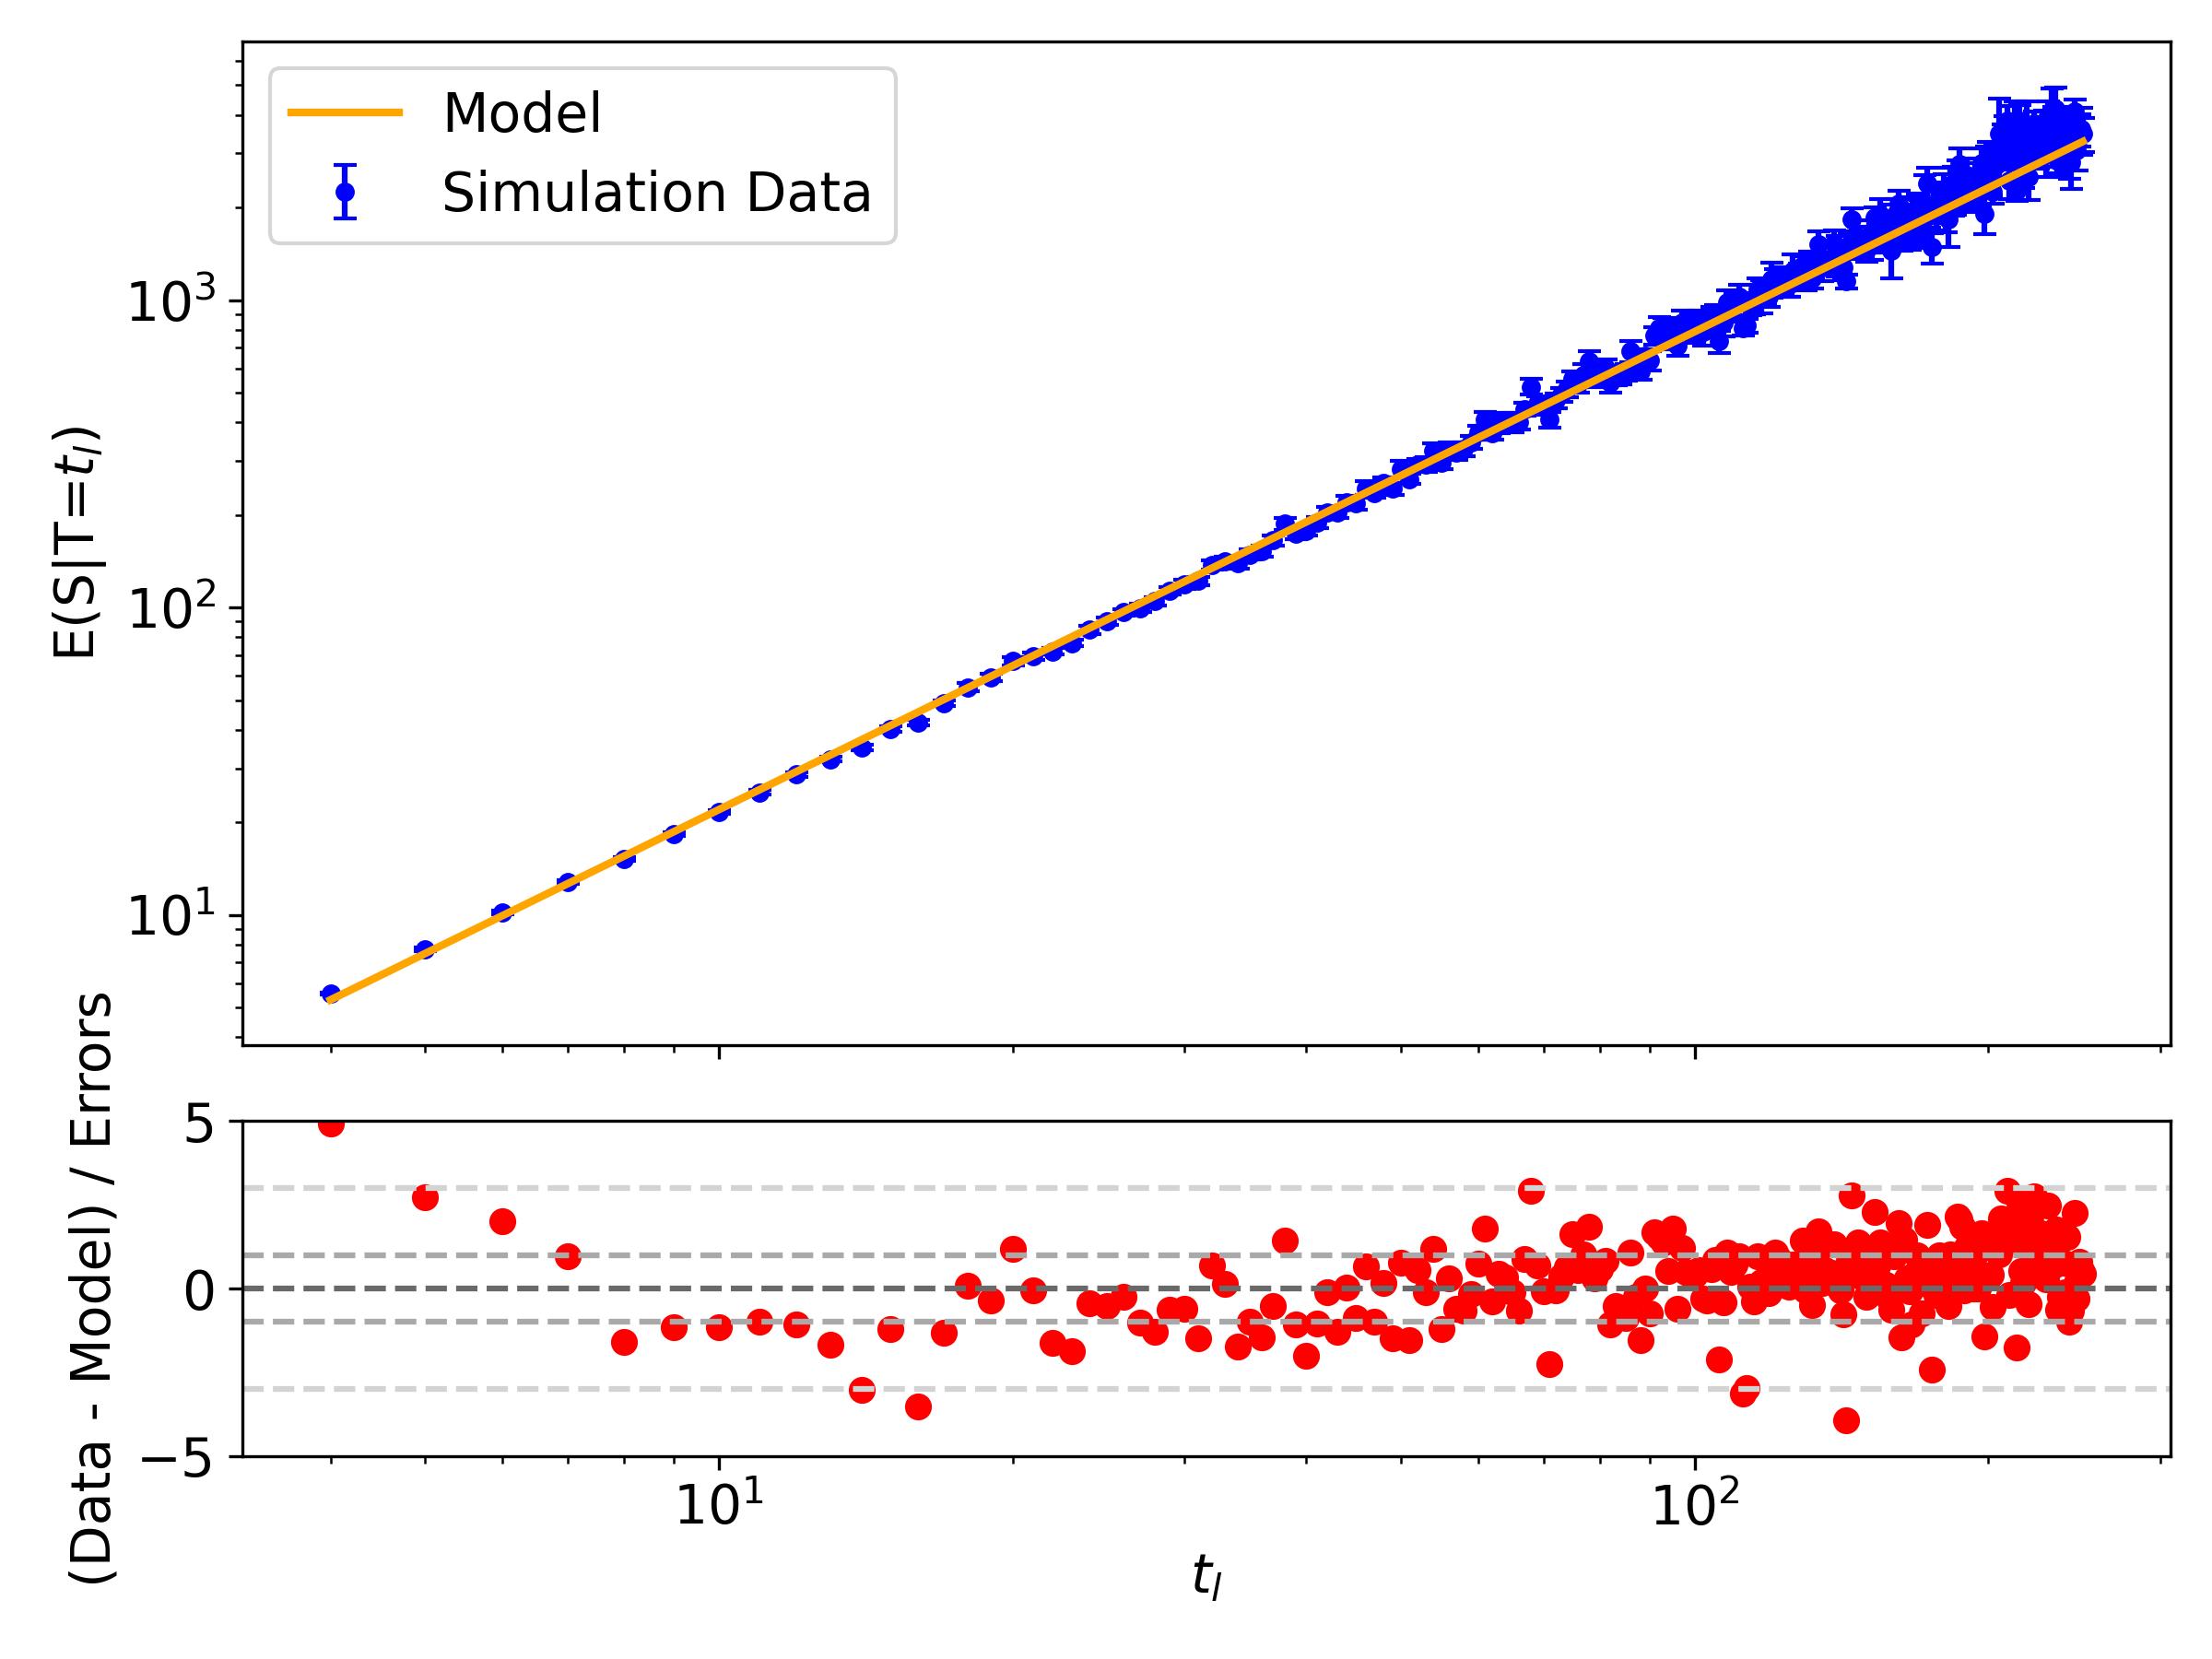 Model
Simulation Data
E(S|T=t_l)
10^3
10^2
10^1
(Data - Model) / Errors
5
0
−5
10^1
10^2
t_l